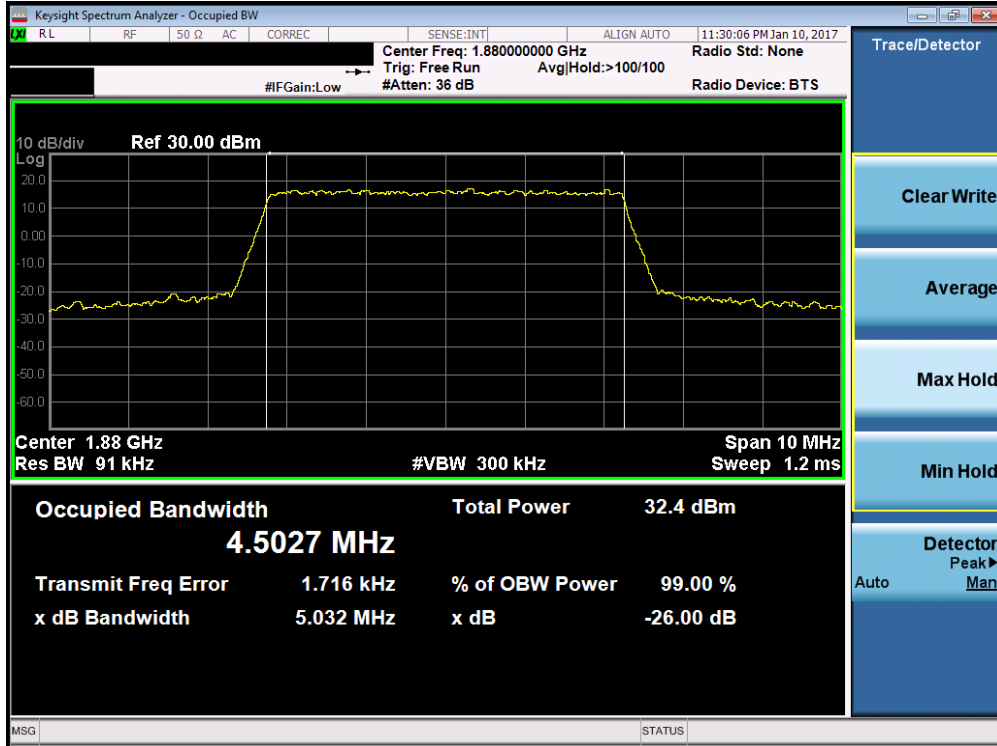 Keysight Spectrum Analyzer - Occupied BW
LXI RL RF 50 Ω AC CORREC SENSE:INT ALIGN AUTO 11:30:06 PM Jan 10, 2017
Center Freq: 1.880000000 GHz Radio Std: None
Trig: Free Run Avg|Hold:>100/100
#IFGain:Low #Atten: 36 dB Radio Device: BTS
Trace/Detector
10 dB/div Ref 30.00 dBm
Log
20.0
10.0
0.00
-10.0
-20.0
-30.0
-40.0
-50.0
-60.0
Center 1.88 GHz Span 10 MHz
Res BW 91 kHz #VBW 300 kHz Sweep 1.2 ms
Occupied Bandwidth Total Power 32.4 dBm
4.5027 MHz
Transmit Freq Error 1.716 kHz % of OBW Power 99.00 %
x dB Bandwidth 5.032 MHz x dB -26.00 dB
Clear Write
Average
Max Hold
Min Hold
Detector
Peak▶
Auto Man
MSG STATUS